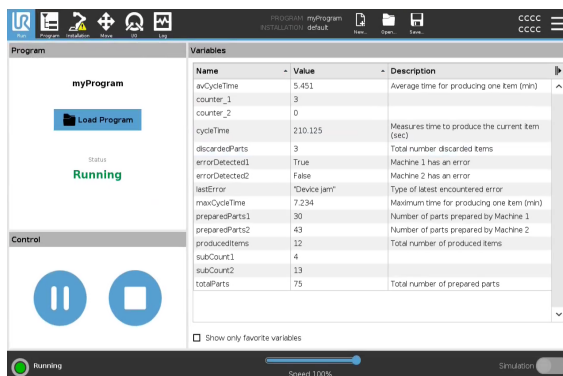 UR
PROGRAM myProgram
INSTALLATION default
CCCC
CCCC
Run Program Installation Move I/O Log New... Open... Save...
Program
Variables
myProgram
Load Program
Status
Running
Control
Name Value Description
avCycleTime 5.451 Average time for producing one item (min)
counter_1 3
counter_2 0
cycleTime 210.125 Measures time to produce the current item
(sec)
discardedParts 3 Total number discarded items
errorDetected1 True Machine 1 has an error
errorDetected2 False Machine 2 has an error
lastError "Device jam" Type of latest encountered error
maxCycleTime 7.234 Maximum time for producing one item (min)
preparedParts1 30 Number of parts prepared by Machine 1
preparedParts2 43 Number of parts prepared by Machine 2
producedItems 12 Total number of produced items
subCount1 4
subCount2 13
totalParts 75 Total number of prepared parts
Show only favorite variables
Running
Speed 100%
Simulation